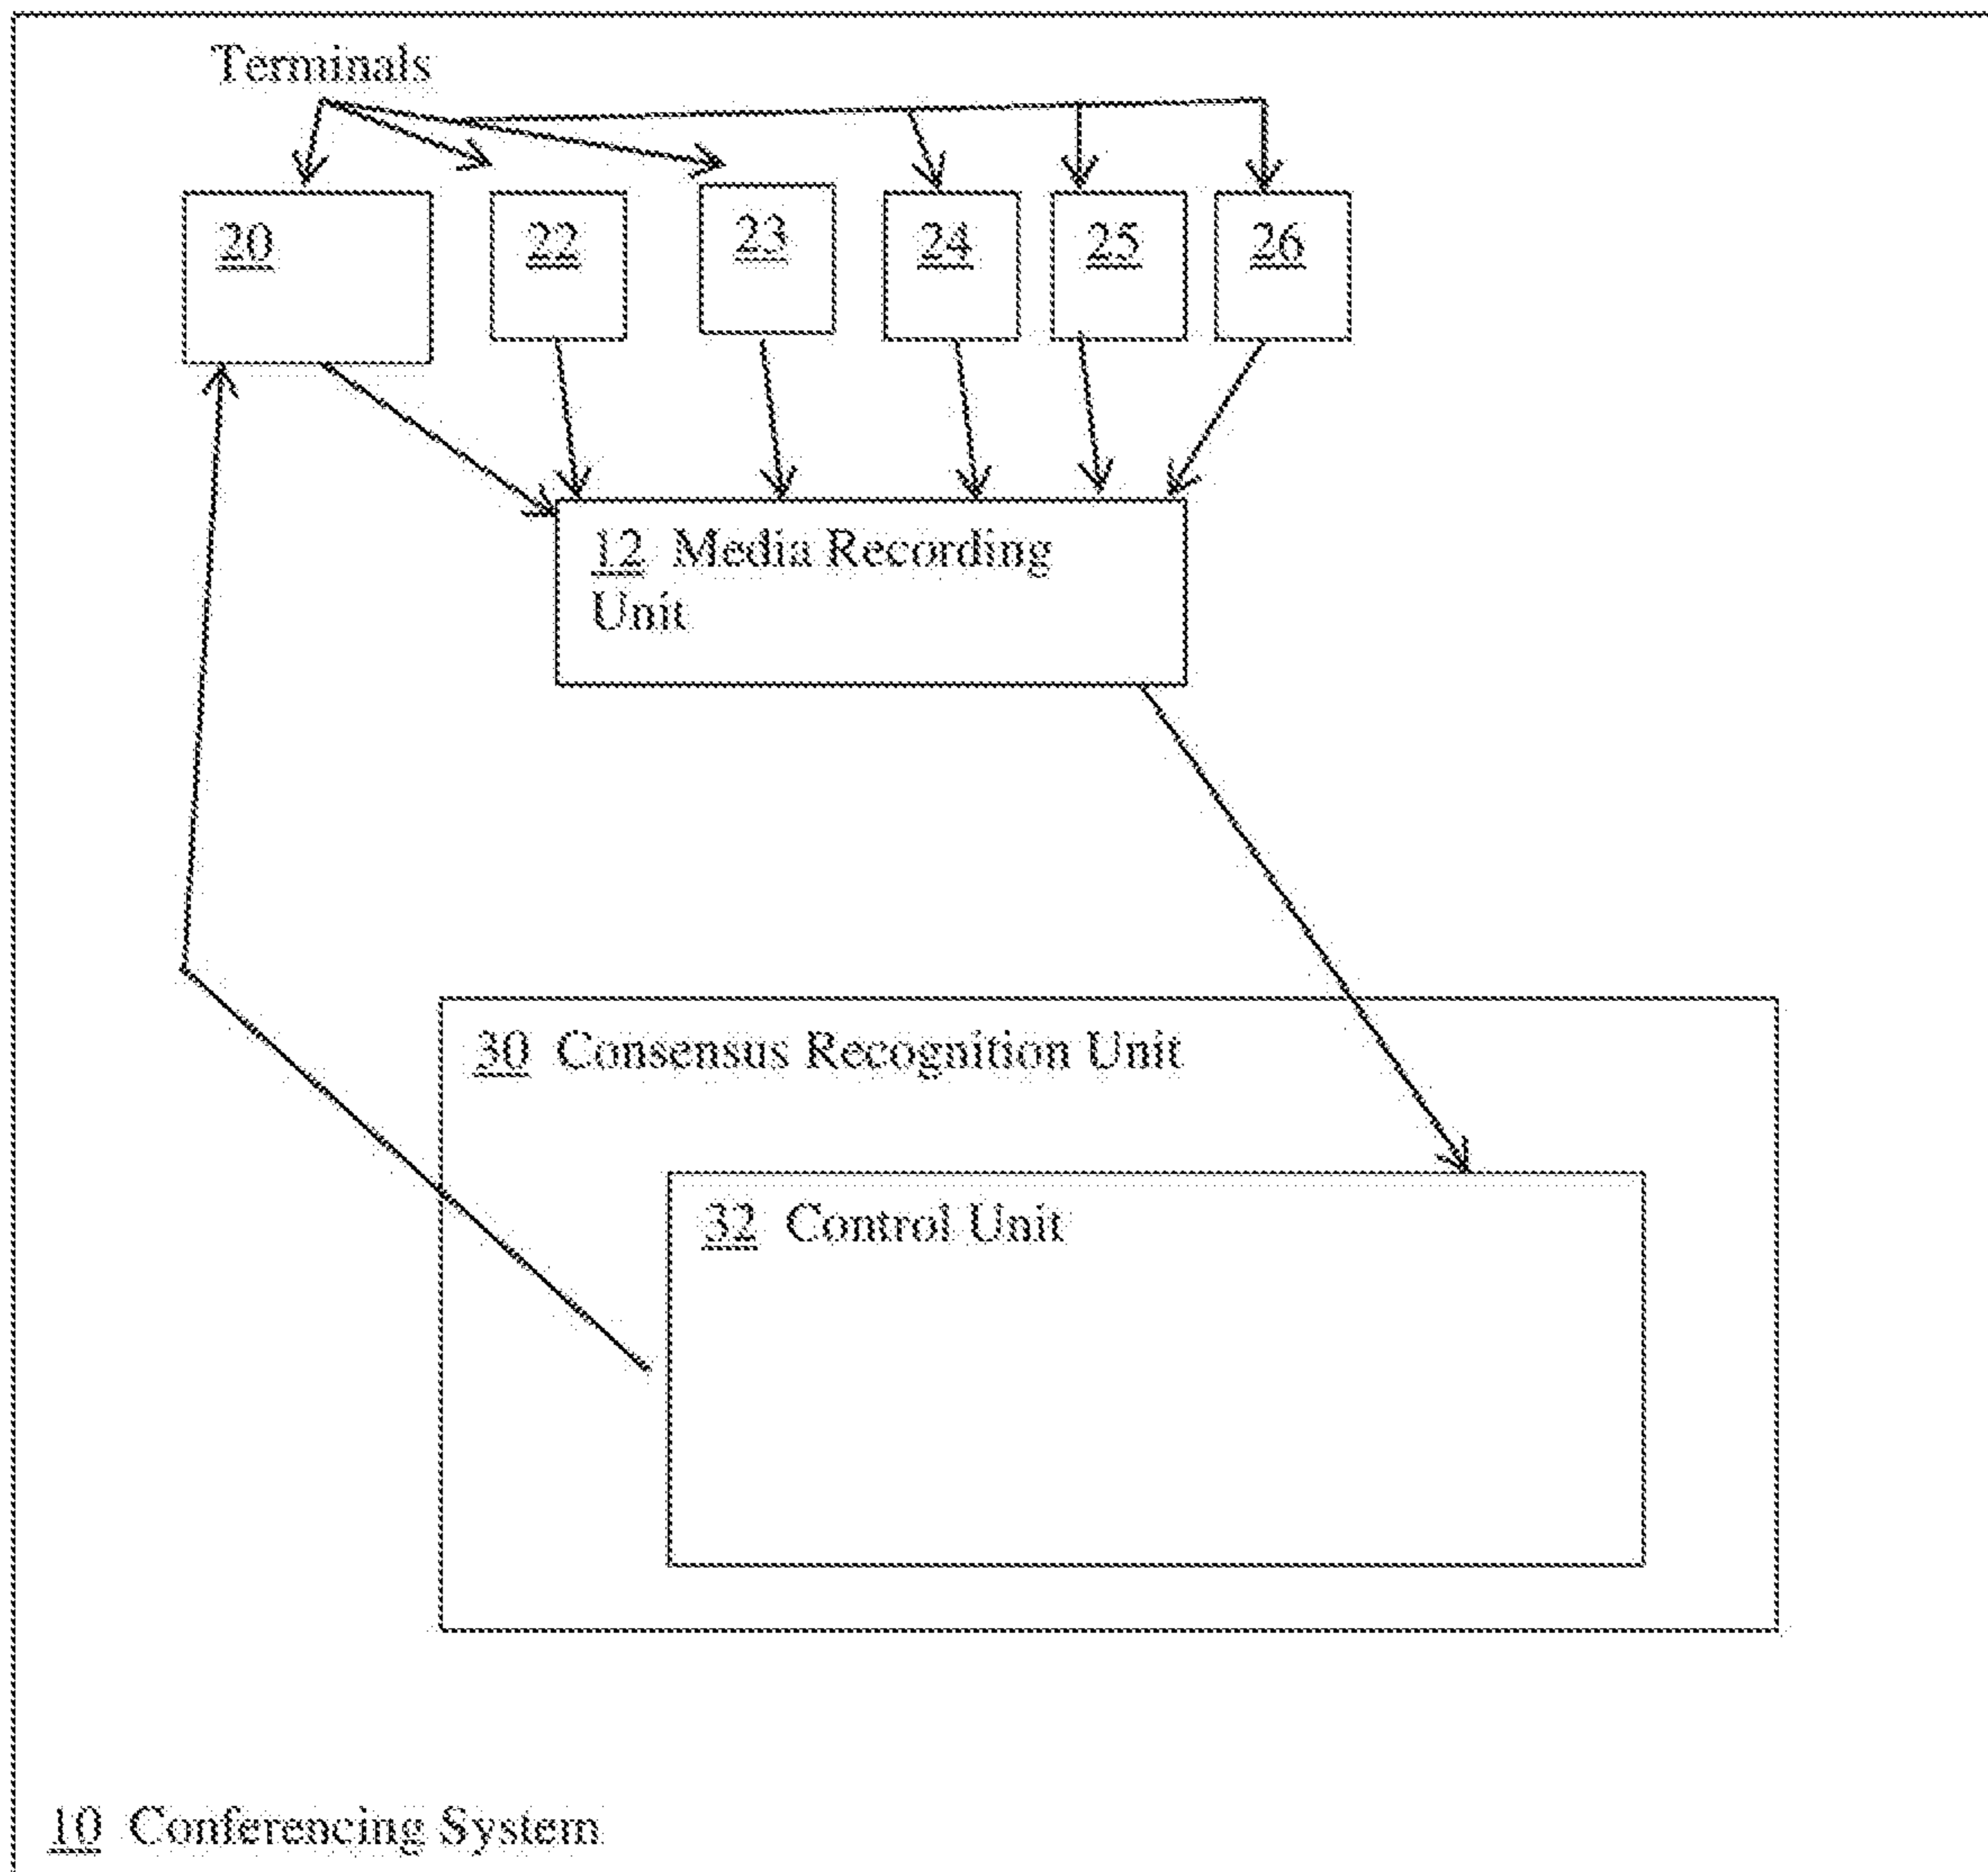 Terminals
20
22
23
24
25
26
12 Media Recording
Unit
30 Consensus Recognition Unit
32 Control Unit
10 Conferencing System